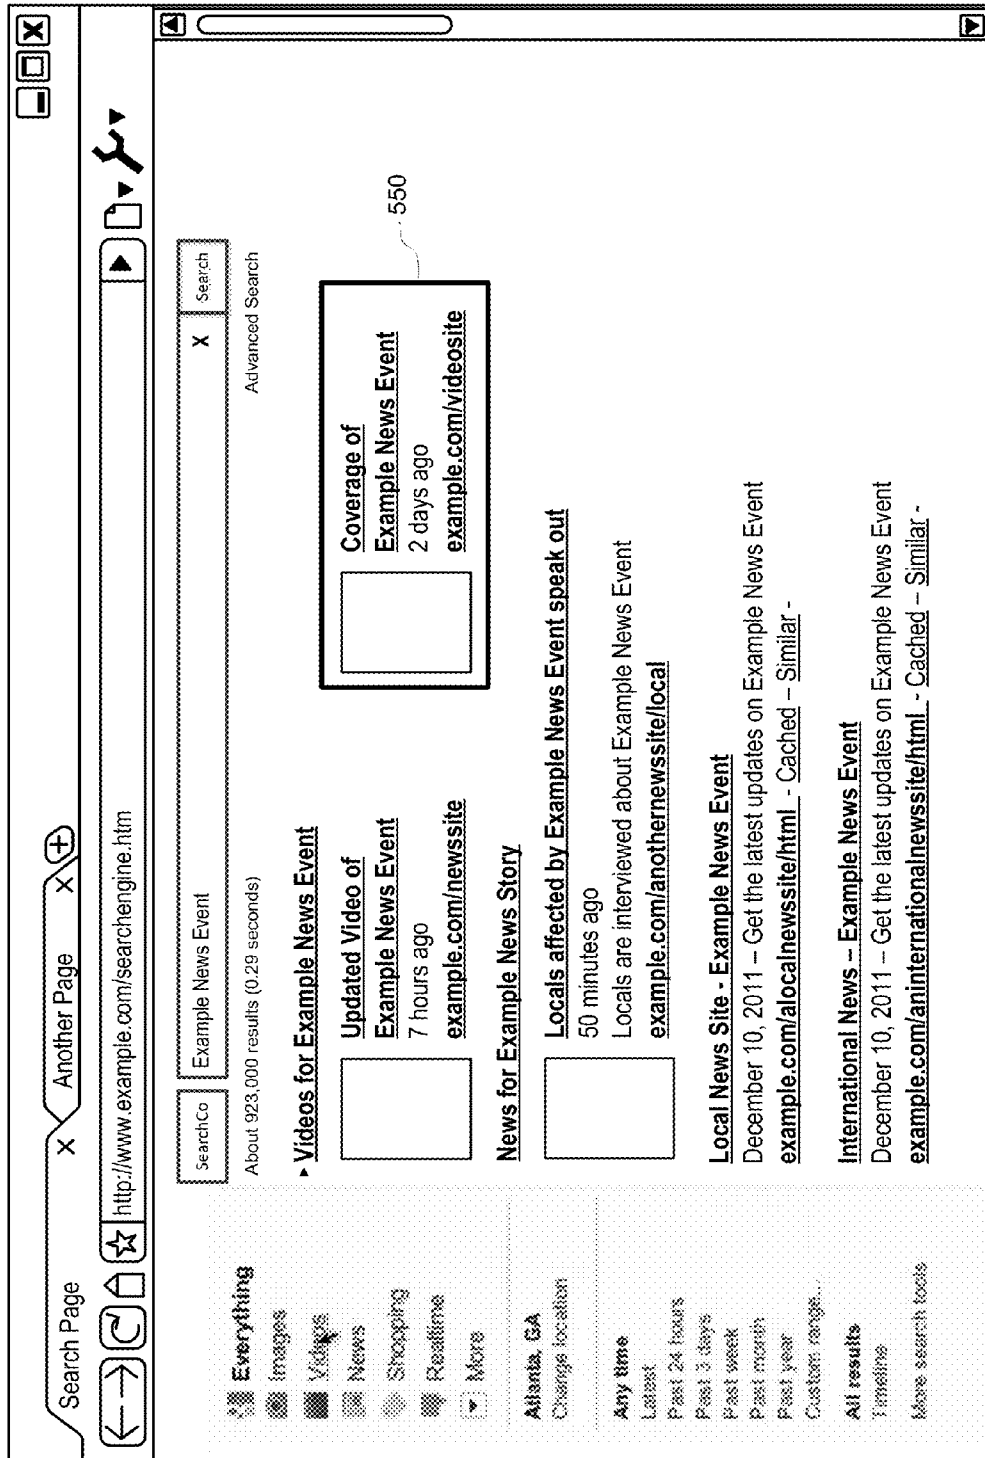 Search Page X
Another Page X
http://www.example.com/searchengine.htm
SearchCo
Example News Event X
Search
About 923,000 results (0.29 seconds)
Advanced Search
Everything
Images
Videos
News
Shopping
Realtime
More
Atlanta, GA
Change location
Any time
Latest
Past 24 hours
Past 3 days
Past week
Past month
Past year
Custom range...
All results
Timeline
More search tools
Videos for Example News Event
Updated Video of
Example News Event
7 hours ago
example.com/newssite
Coverage of
Example News Event
2 days ago
example.com/videosite
550
News for Example News Story
Locals affected by Example News Event speak out
50 minutes ago
Locals are interviewed about Example News Event
example.com/anothernewssite/local
Local News Site - Example News Event
December 10, 2011 – Get the latest updates on Example News Event
example.com/alocalnewssite/html - Cached – Similar -
International News – Example News Event
December 10, 2011 – Get the latest updates on Example News Event
example.com/aninternationalnewssite/html - Cached – Similar -